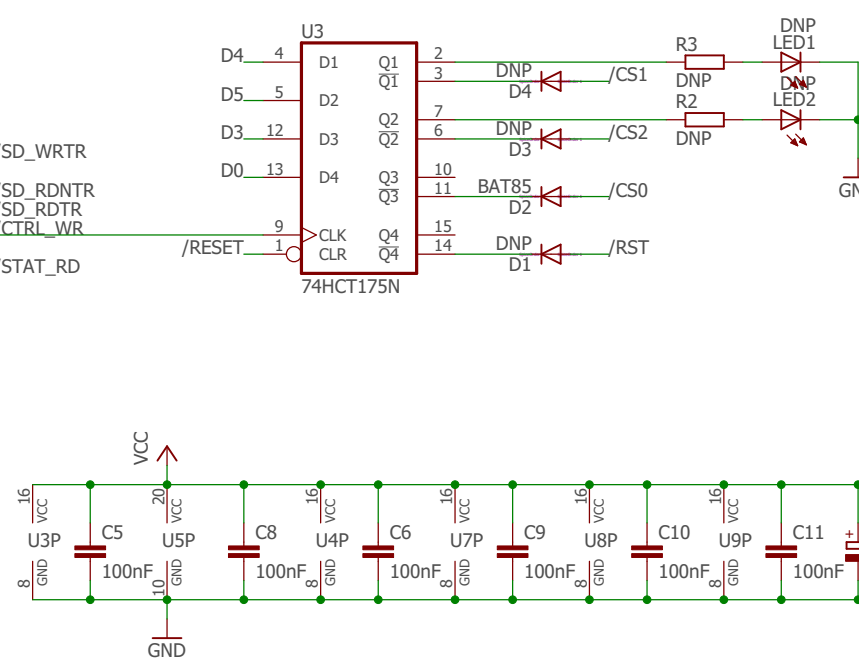 U3
DNP
LED1
D4 4 D1 Q1 2 R3 DNP
Q1 3 DNP D4 /CS1
DNP
LED2
D5 5 D2 Q2 7 R2 DNP
D3 12 D3 Q2 6 DNP D3 /CS2
SD_WRTR
D0 13 D4 Q3 10
SD_RDNTR
Q3 11 BAT85 D2 /CS0
SD_RDTR
CTRL_WR 9 CLK Q4 15
/RESET 1 CLR Q4 14 DNP D1 /RST
/STAT_RD
74HCT175N
GN
VCC
16 VCC 20 VCC 16 VCC 16 VCC 16 VCC 16 VCC
U3P C5 U5P C8 U4P C6 U7P C9 U8P C10 U9P C11 +
100nF 100nF 100nF 100nF 100nF 100nF
8 GND 10 GND 8 GND 8 GND 8 GND 8 GND
GND